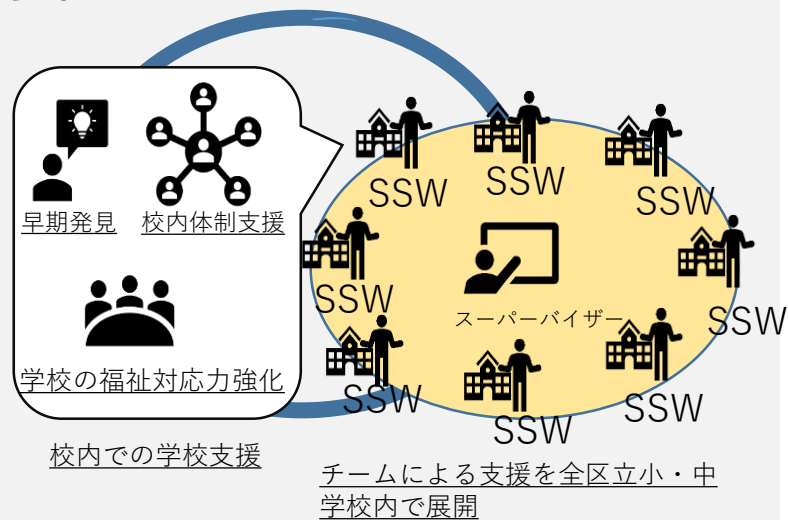 早期発見
校内体制支援
学校の福祉対応力強化
校内での学校支援
SSW
SSW
SSW
SSW
SSW
スーパーバイザー
SSW
SSW
SSW
チームによる支援を全区立小・中
学校内で展開